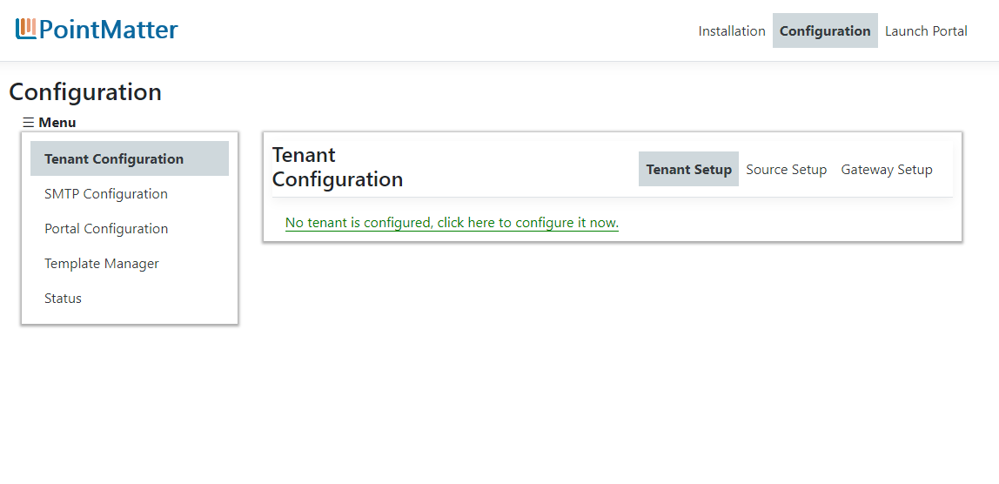 PointMatter
Installation
Configuration
Launch Portal
Configuration
☰ Menu
Tenant Configuration
SMTP Configuration
Portal Configuration
Template Manager
Status
Tenant
Configuration
Tenant Setup
Source Setup
Gateway Setup
No tenant is configured, click here to configure it now.